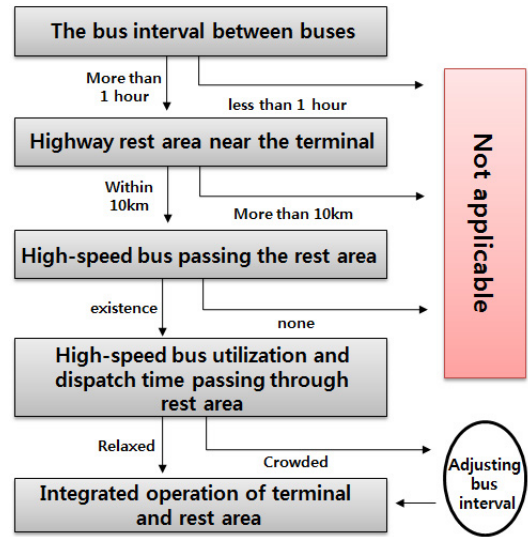 The bus interval between buses
More than
1 hour
less than 1 hour
Highway rest area near the terminal
Within
10km
More than 10km
High-speed bus passing the rest area
existence
none
Not applicable
High-speed bus utilization and
dispatch time passing through
rest area
Relaxed
Crowded
Adjusting
bus
interval
Integrated operation of terminal
and rest area